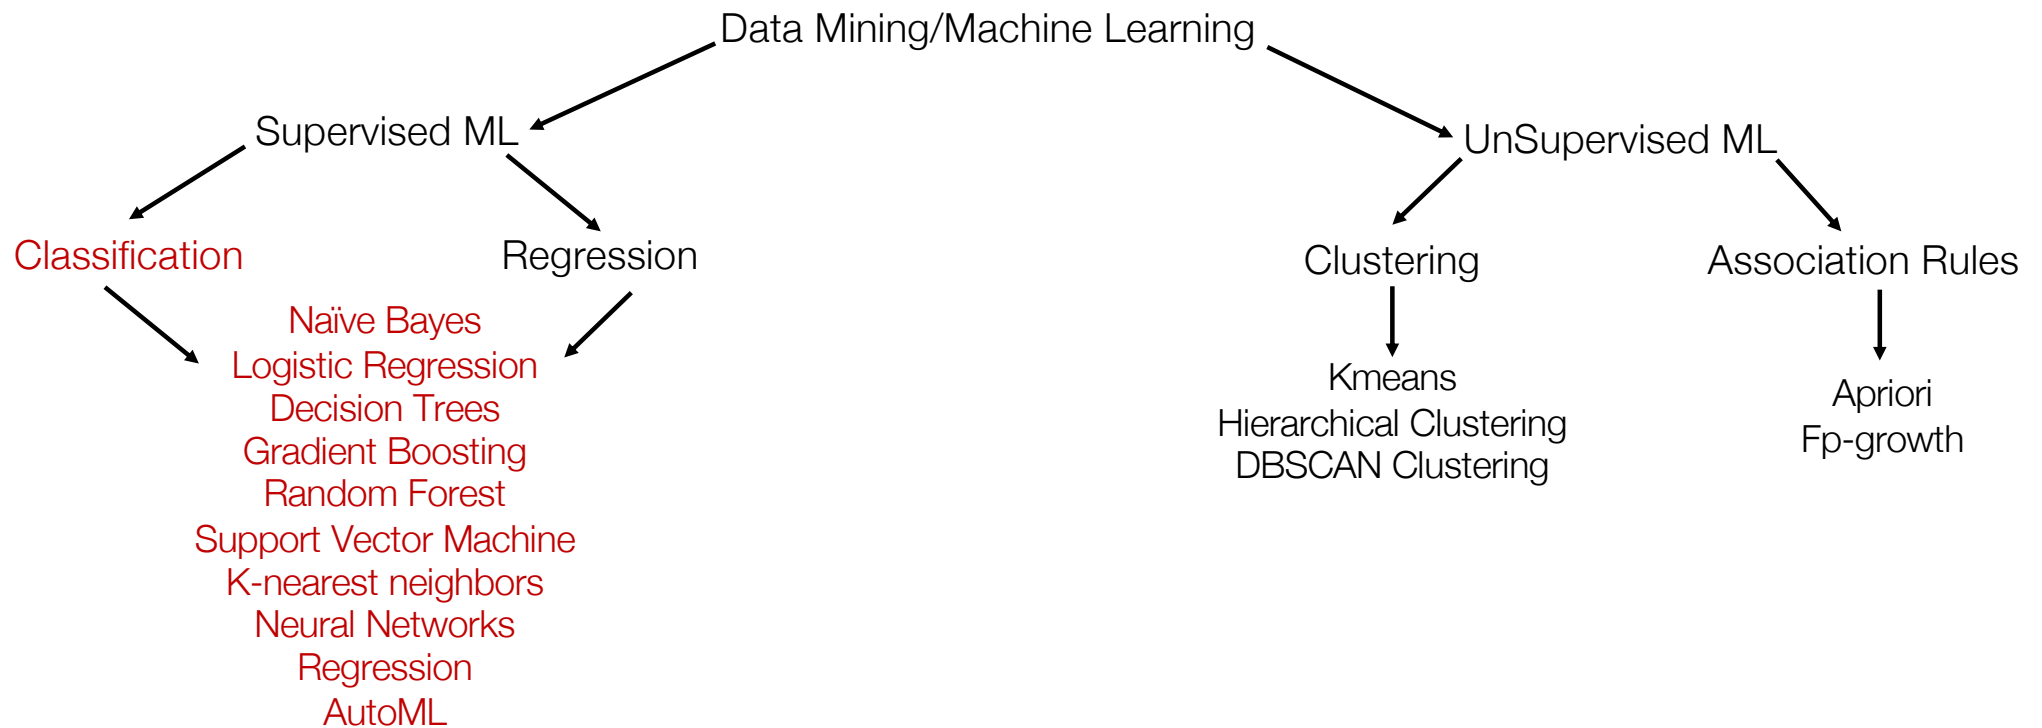 Data Mining/Machine Learning
Supervised ML
UnSupervised ML
Classification
Regression
Clustering
Association Rules
Naïve Bayes
Logistic Regression
Decision Trees
Gradient Boosting
Random Forest
Support Vector Machine
K-nearest neighbors
Neural Networks
Regression
AutoML
Kmeans
Hierarchical Clustering
DBSCAN Clustering
Apriori
Fp-growth